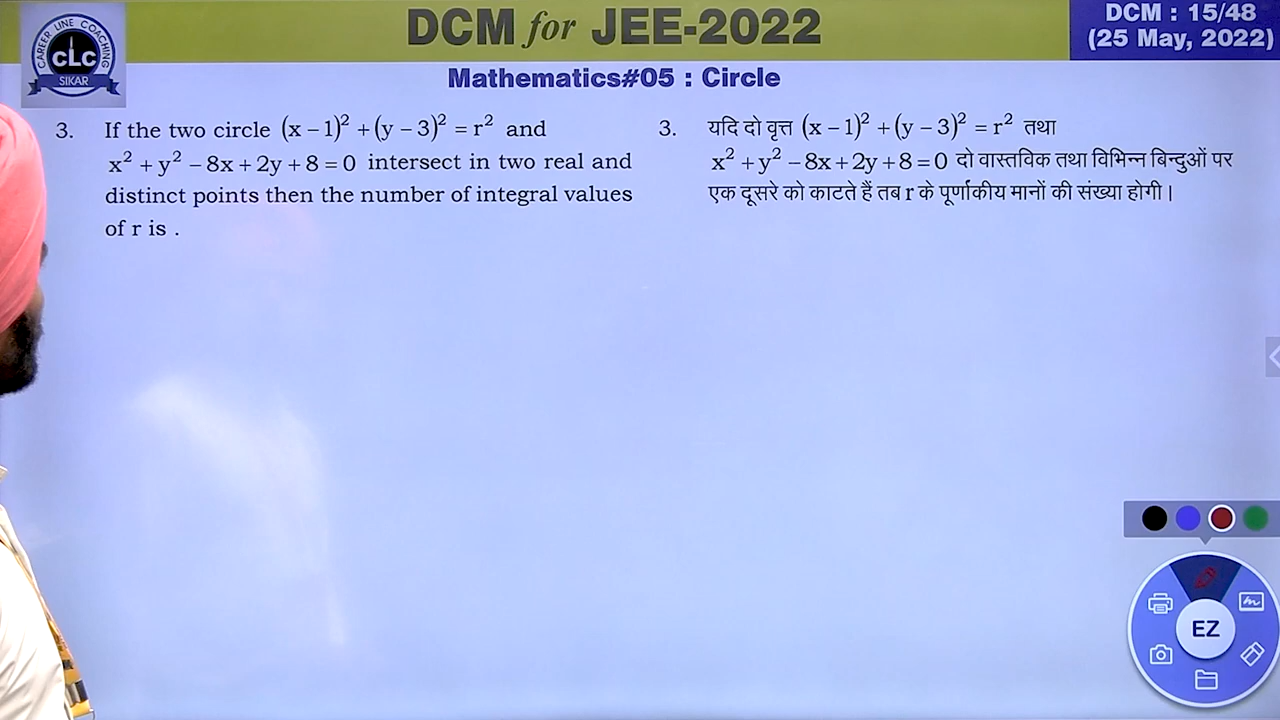 CAREER LINE COACHING
CLC
SIKAR
DCM for JEE-2022
DCM : 15/48
(25 May, 2022)
Mathematics#05 : Circle
3. If the two circle (x – 1)² + (y – 3)² = r² and
x² + y² – 8x + 2y + 8 = 0 intersect in two real and
distinct points then the number of integral values
of r is .
3. यदि दो वृत्त (x – 1)² + (y – 3)² = r² तथा
x² + y² – 8x + 2y + 8 = 0 दो वास्तविक तथा विभिन्न बिन्दुओं पर
एक दूसरे को काटते हैं तब r के पूर्णाकीय मानों की संख्या होगी।
EZ